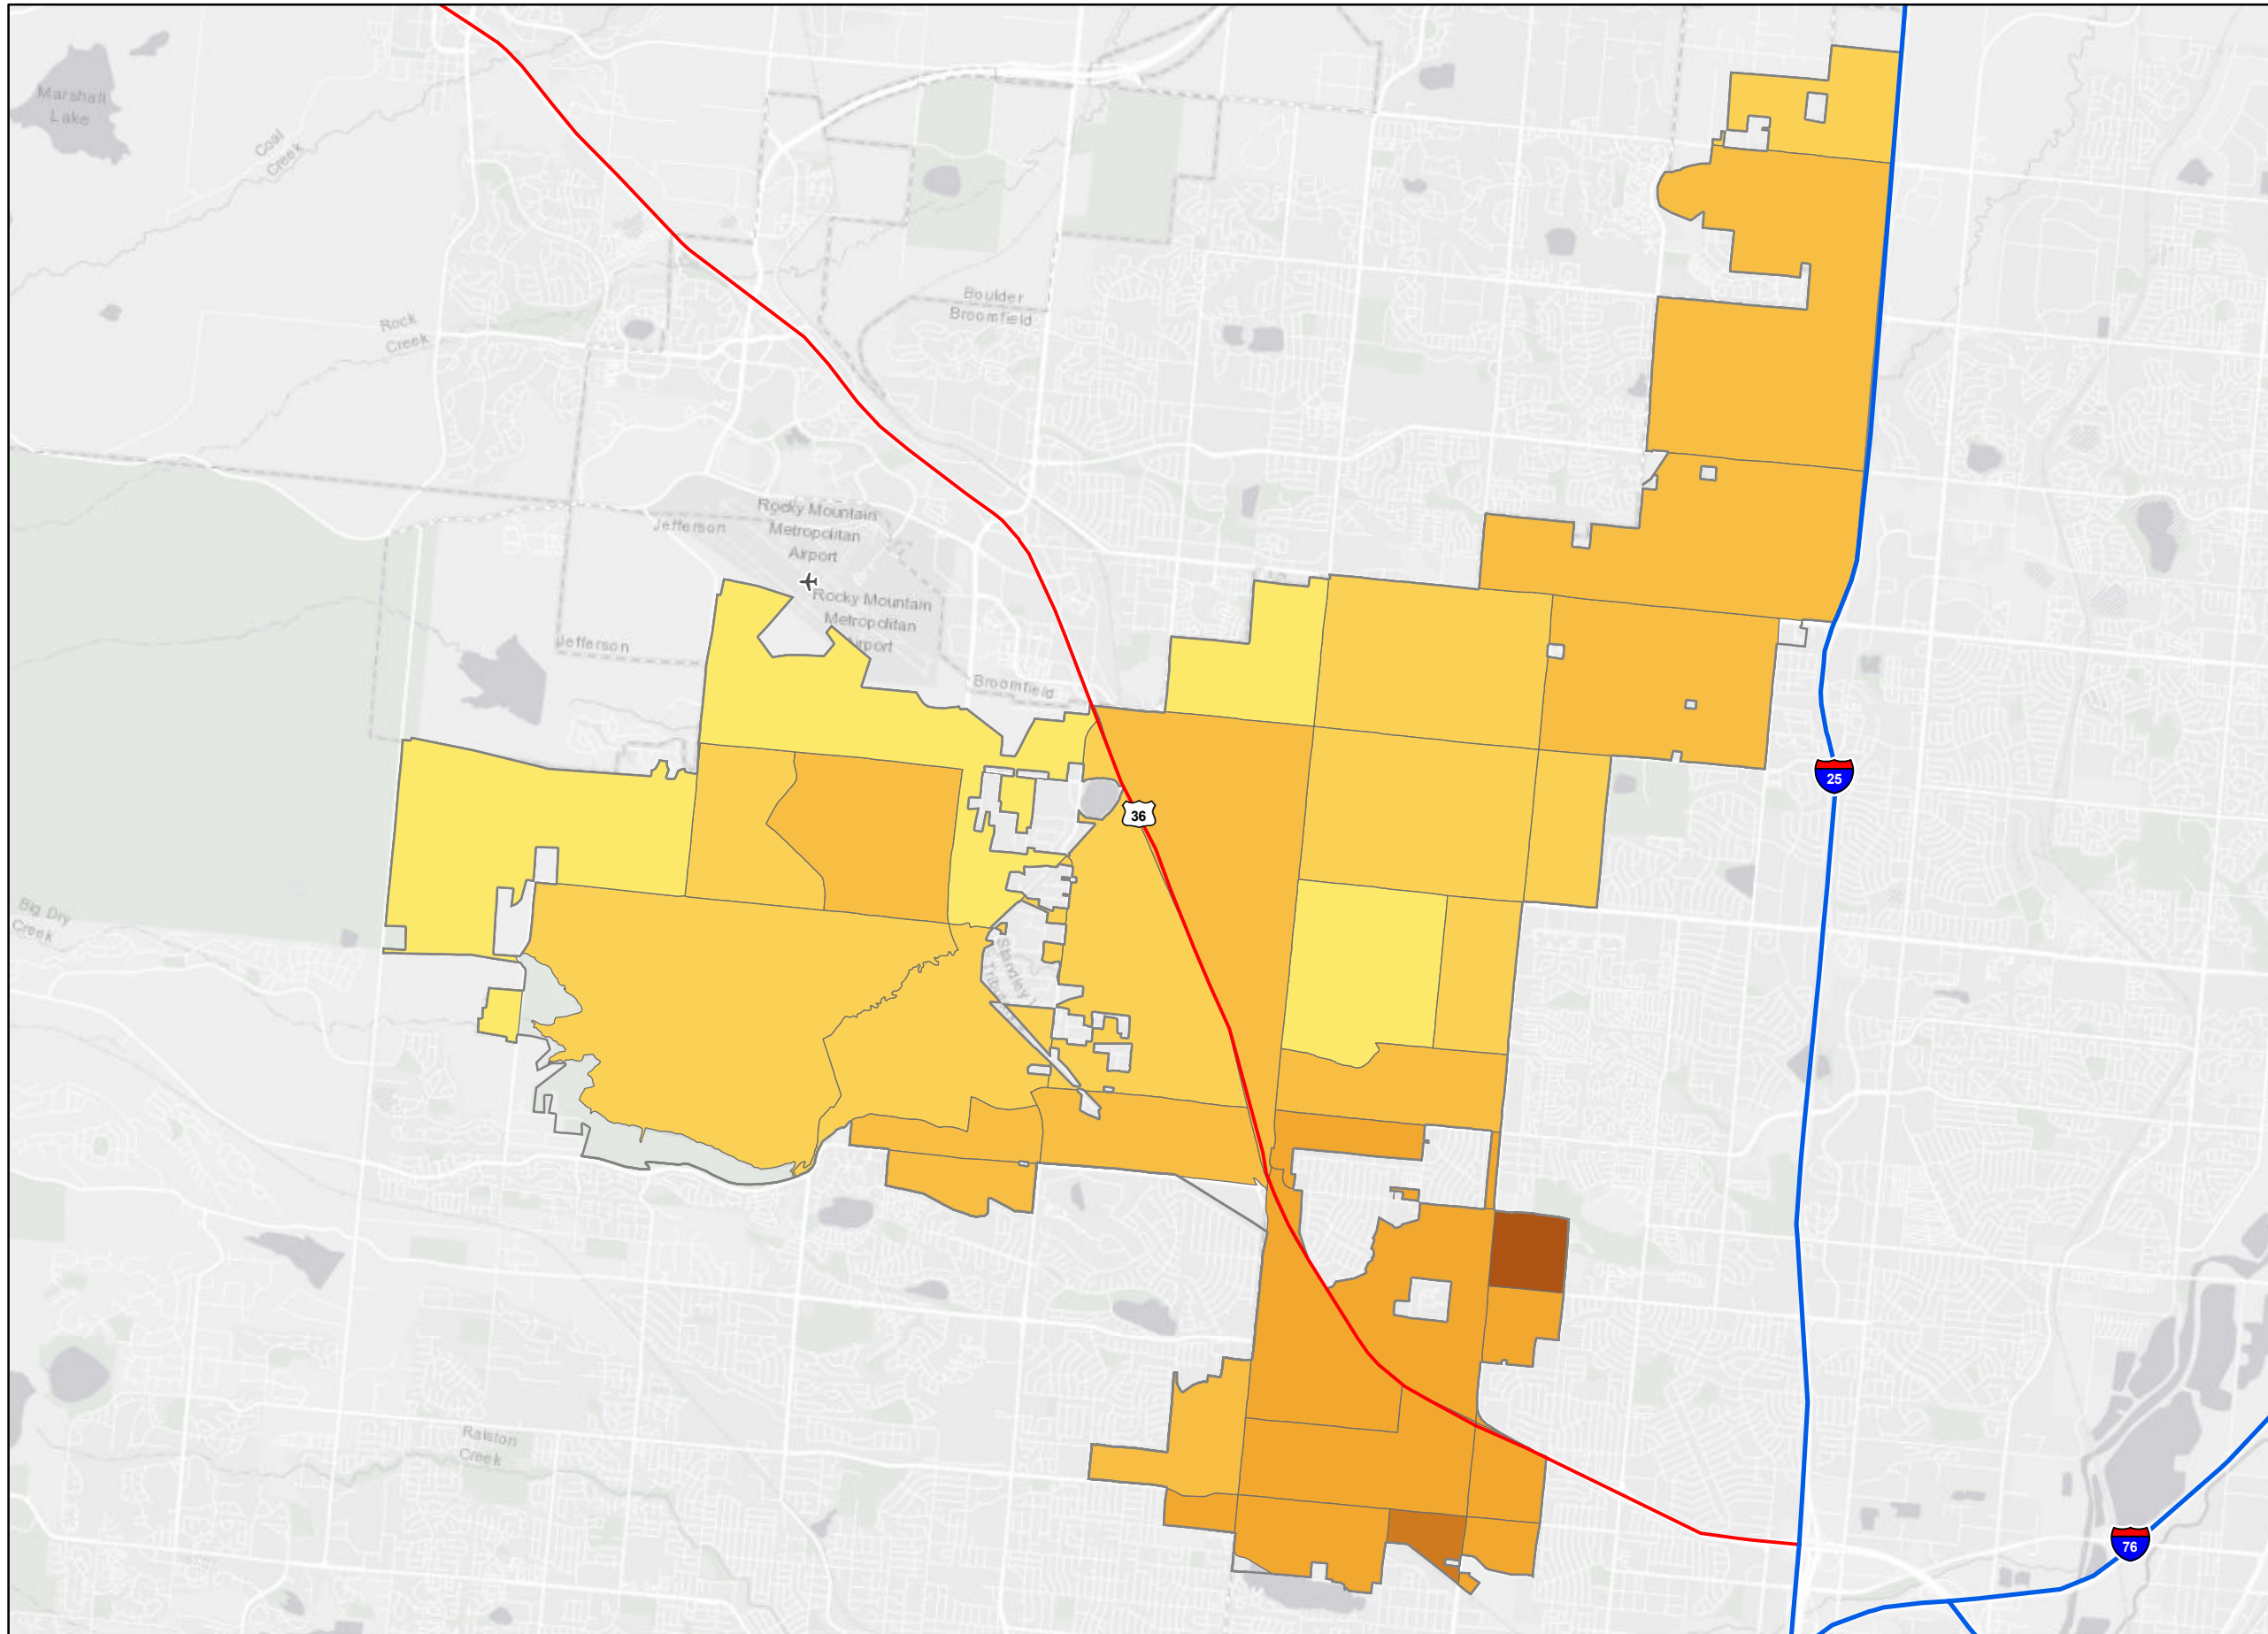 Marshall
Lake
Coal
Creek
Boulder
Broomfield
Rock
Creek
Rocky Mountain
Metropolitan
Airport
Jefferson
Rocky Mountain
Metropolitan
irport
Jefferson
Broomfield
25
36
Big Dry
Creek
Standley
Ralston
Creek
76